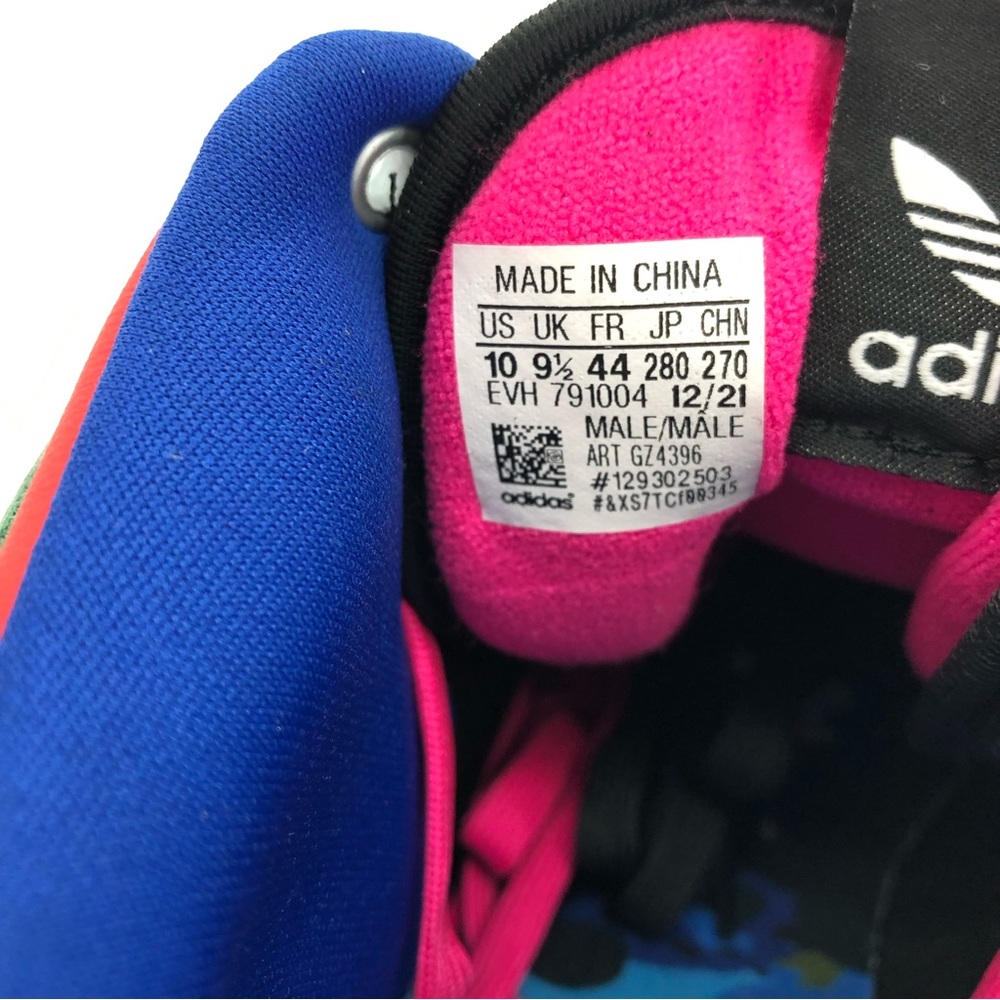 MADE IN CHINA
US UK FR JP CHN
10 9½ 44 280 270
EVH 791004 12/21
MALE/MÂLE
ART GZ4396
#129302503
#&XS7TCf00345
adidas
adi